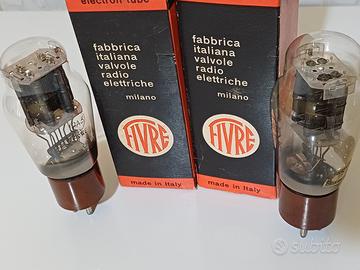 electron tube
fabbrica
italiana
valvole
radio
elettriche
milano
FIVRE
made in Italy
fabbrica
italiana
valvole
radio
elettriche
milano
FIVRE
made in Italy
subito